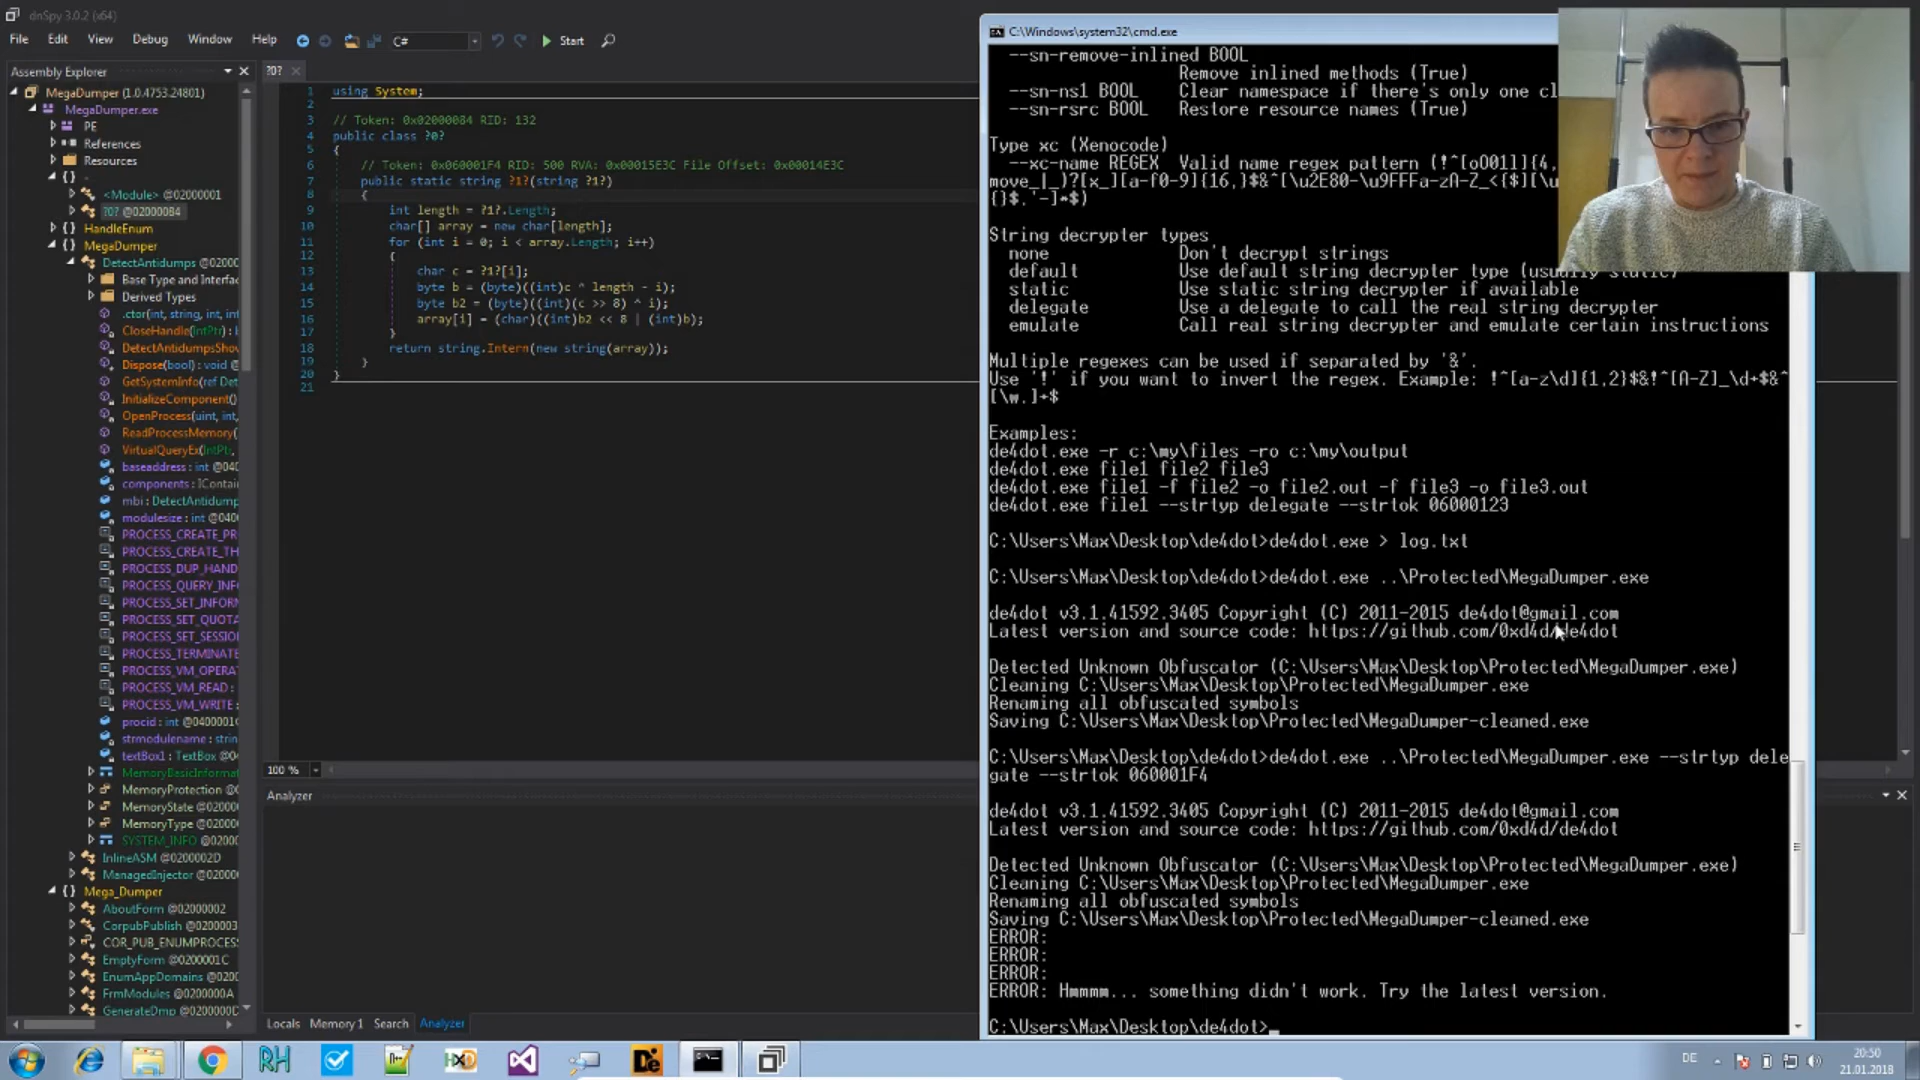 dnSpy 3.0.2 (x64)
File Edit View Debug Window Help C# Start
Assembly Explorer
MegaDumper (1.0.4753.24801)
MegaDumper.exe
PE
References
Resources
{} -
<Module> @02000001
?0? @02000084
HandleEnum
MegaDumper
DetectAntidumps @0200
Base Type and Interfac
Derived Types
.ctor(int, string, int, int
CloseHandle(IntPtr) :
DetectAntidumpsShov
Dispose(bool) : void @
GetSystemInfo(ref Det
InitializeComponent()
OpenProcess(uint, int,
ReadProcessMemory(
VirtualQueryEx(IntPtr,
baseaddress : int @040
components : IContain
mbi : DetectAntidump
modulesize : int @040
PROCESS_CREATE_PR
PROCESS_CREATE_TH
PROCESS_DUP_HAND
PROCESS_QUERY_INF
PROCESS_SET_INFORM
PROCESS_SET_QUOTA
PROCESS_SET_SESSIO
PROCESS_TERMINATE
PROCESS_VM_OPERA
PROCESS_VM_READ :
PROCESS_VM_WRITE :
procid : int @0400001
strmodulename : strin
textBox1 : TextBox @04
MemoryBasicInformat
MemoryProtection @0
MemoryState @02000
MemoryType @02000
SYSTEM_INFO @02000
InlineASM @0200002D
ManagedInjector @0200
Mega_Dumper
AboutForm @02000002
CorpubPublish @0200003
COR_PUB_ENUMPROCESS
EmptyForm @0200001C
EnumAppDomains @0200
FrmModules @0200000A
GenerateDmp @0200000D
?0?
1 using System;
2
3 // Token: 0x02000084 RID: 132
4 public class ?0?
5 {
6 // Token: 0x060001F4 RID: 500 RVA: 0x00015E3C File Offset: 0x00014E3C
7 public static string ?1?(string ?1?)
8 {
9 int length = ?1?.Length;
10 char[] array = new char[length];
11 for (int i = 0; i < array.Length; i++)
12 {
13 char c = ?1?[i];
14 byte b = (byte)((int)c ^ length - i);
15 byte b2 = (byte)((int)(c >> 8) ^ i);
16 array[i] = (char)((int)b2 << 8 | (int)b);
17 }
18 return string.Intern(new string(array));
19 }
20 }
21
100 %
Analyzer
Locals Memory 1 Search Analyzer
C:\Windows\system32\cmd.exe
--sn-remove-inlined BOOL
Remove inlined methods (True)
--sn-ns1 BOOL Clear namespace if there's only one cl
--sn-rsrc BOOL Restore resource names (True)
Type xc (Xenocode)
--xc-name REGEX Valid name regex pattern (!^[oO01l]{4,
move_|_)?[x_][a-f0-9]{16,}$&^[\u2E80-\u9FFFa-zA-Z_<{$][\u
{}$.`-]*$)
String decrypter types
none Don't decrypt strings
default Use default string decrypter type (usually static)
static Use static string decrypter if available
delegate Use a delegate to call the real string decrypter
emulate Call real string decrypter and emulate certain instructions
Multiple regexes can be used if separated by '&'.
Use '!' if you want to invert the regex. Example: !^[a-z\d]{1,2}$&!^[A-Z]_\d+$&^
[\w.]+$
Examples:
de4dot.exe -r c:\my\files -ro c:\my\output
de4dot.exe file1 file2 file3
de4dot.exe file1 -f file2 -o file2.out -f file3 -o file3.out
de4dot.exe file1 --strtyp delegate --strtok 06000123
C:\Users\Max\Desktop\de4dot>de4dot.exe > log.txt
C:\Users\Max\Desktop\de4dot>de4dot.exe ..\Protected\MegaDumper.exe
de4dot v3.1.41592.3405 Copyright (C) 2011-2015 de4dot@gmail.com
Latest version and source code: https://github.com/0xd4d/de4dot
Detected Unknown Obfuscator (C:\Users\Max\Desktop\Protected\MegaDumper.exe)
Cleaning C:\Users\Max\Desktop\Protected\MegaDumper.exe
Renaming all obfuscated symbols
Saving C:\Users\Max\Desktop\Protected\MegaDumper-cleaned.exe
C:\Users\Max\Desktop\de4dot>de4dot.exe ..\Protected\MegaDumper.exe --strtyp dele
gate --strtok 060001F4
de4dot v3.1.41592.3405 Copyright (C) 2011-2015 de4dot@gmail.com
Latest version and source code: https://github.com/0xd4d/de4dot
Detected Unknown Obfuscator (C:\Users\Max\Desktop\Protected\MegaDumper.exe)
Cleaning C:\Users\Max\Desktop\Protected\MegaDumper.exe
Renaming all obfuscated symbols
Saving C:\Users\Max\Desktop\Protected\MegaDumper-cleaned.exe
ERROR:
ERROR:
ERROR:
ERROR: Hmmmm... something didn't work. Try the latest version.
C:\Users\Max\Desktop\de4dot>_
DE
20:50
21.01.2018